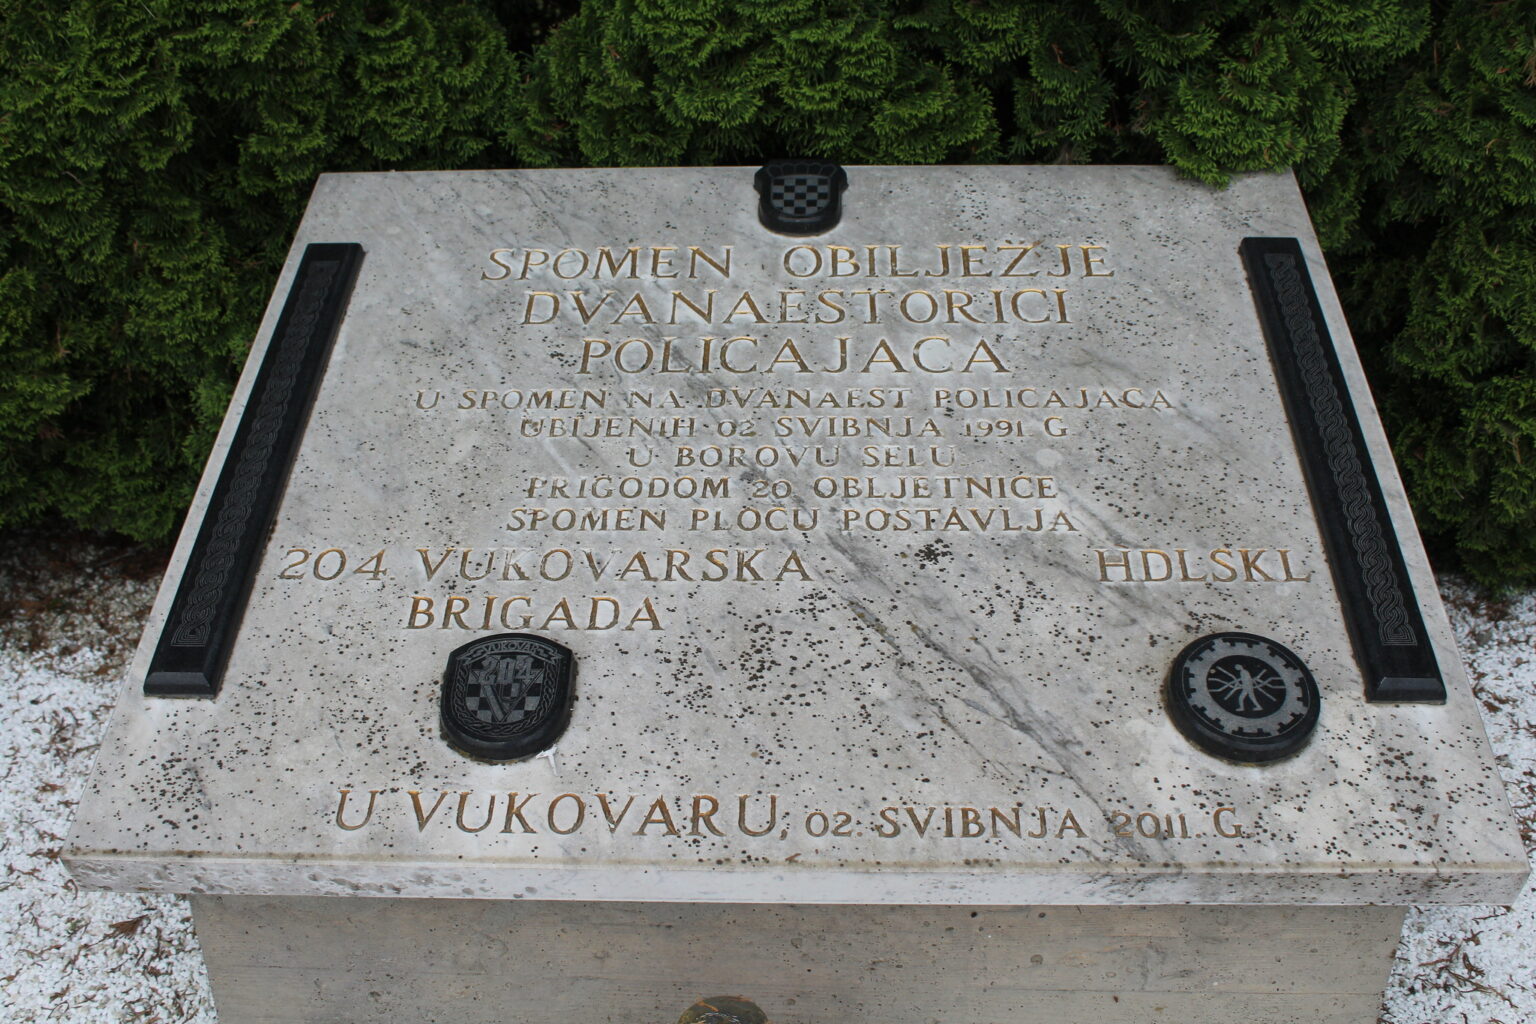 SPOMEN OBILJEŽJE
DVANAESTORICI
POLICAJACA
U SPOMEN NA DVANAEST POLICAJACA
UBIJENIH 02 SVIBNJA 1991. G
U BOROVU SELU
PRIGODOM 20 OBLJETNICE
SPOMEN PLOČU POSTAVLJA
204 VUKOVARSKA HDLSKL
BRIGADA
VUKOVAR
204
U VUKOVARU, 02. SVIBNJA 2011. G.